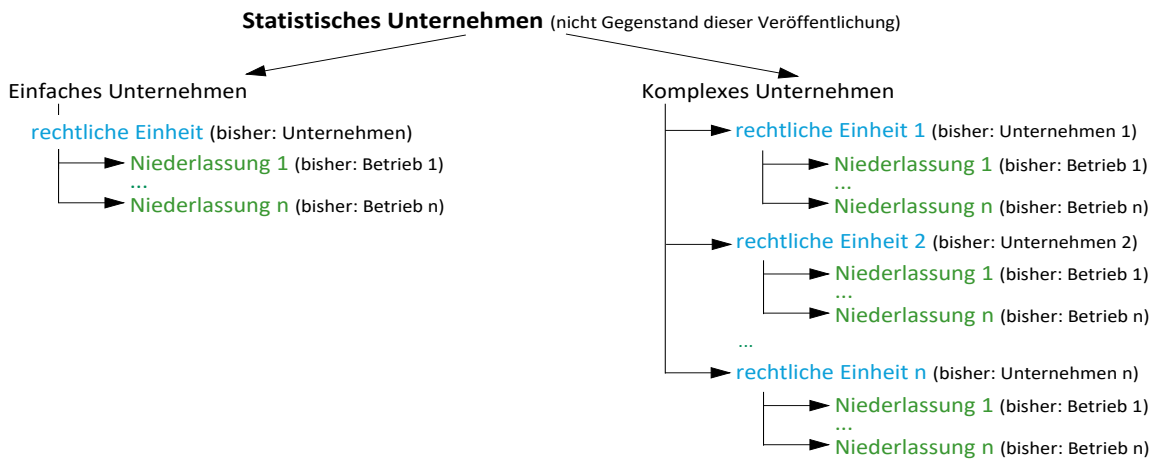 Statistisches Unternehmen (nicht Gegenstand dieser Veröffentlichung)
Einfaches Unternehmen
rechtliche Einheit (bisher: Unternehmen)
Niederlassung 1 (bisher: Betrieb 1)
...
Niederlassung n (bisher: Betrieb n)
Komplexes Unternehmen
rechtliche Einheit 1 (bisher: Unternehmen 1)
Niederlassung 1 (bisher: Betrieb 1)
...
Niederlassung n (bisher: Betrieb n)
rechtliche Einheit 2 (bisher: Unternehmen 2)
Niederlassung 1 (bisher: Betrieb 1)
...
Niederlassung n (bisher: Betrieb n)
...
rechtliche Einheit n (bisher: Unternehmen n)
Niederlassung 1 (bisher: Betrieb 1)
...
Niederlassung n (bisher: Betrieb n)